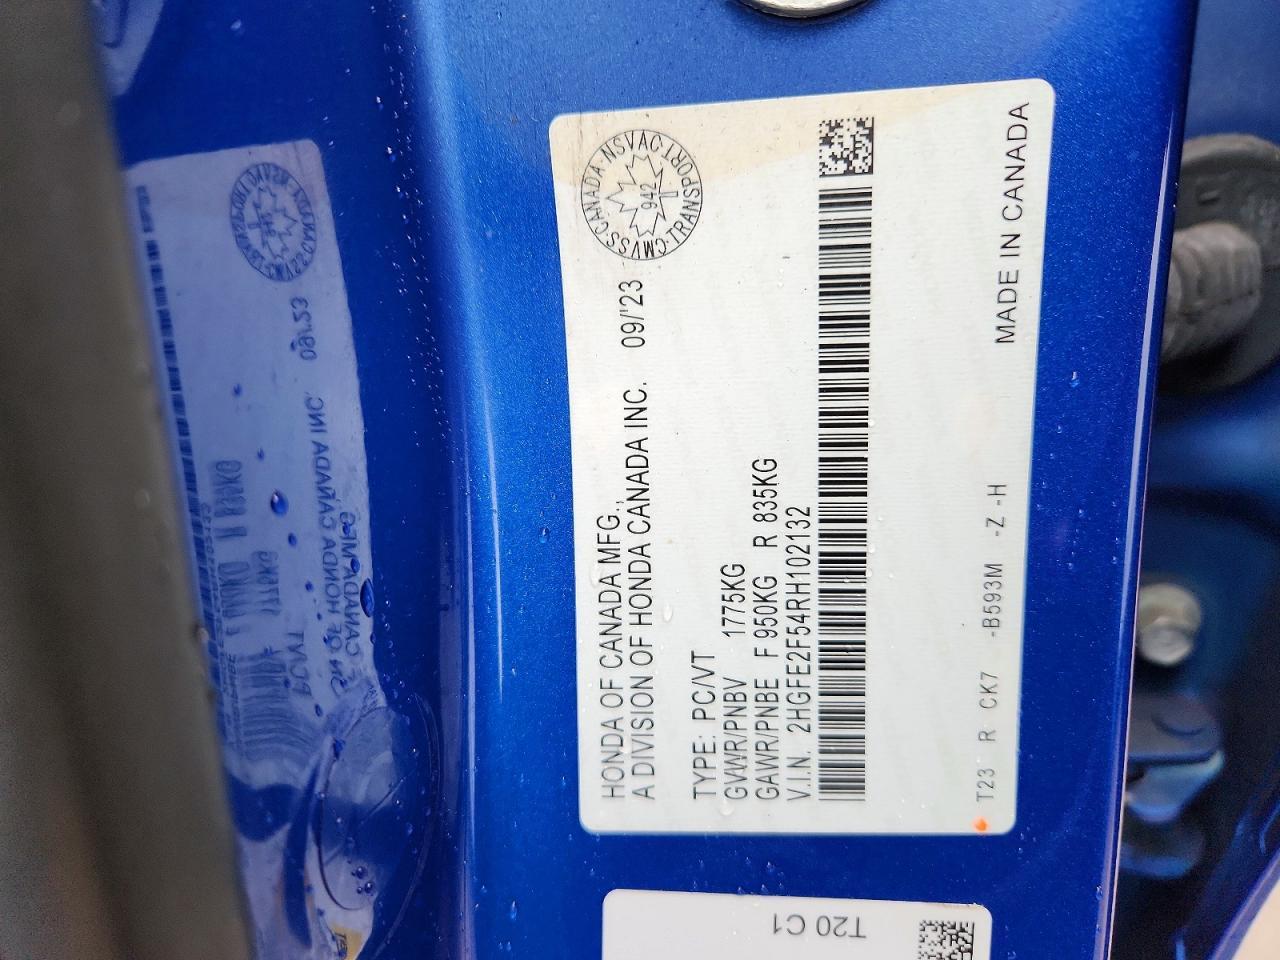 HONDA OF CANADA MFG.,
A DIVISION OF HONDA CANADA INC. 09/'23
CMVSS·CANADA·NSVAC·TRANSPORT·
942
TYPE: PC/VT
GVWR/PNBV 1775KG
GAWR/PNBE F 950KG R 835KG
V.I.N. 2HGFE2F54RH102132
MADE IN CANADA
T23 R CK7 -B593M -Z -H
T20 C1